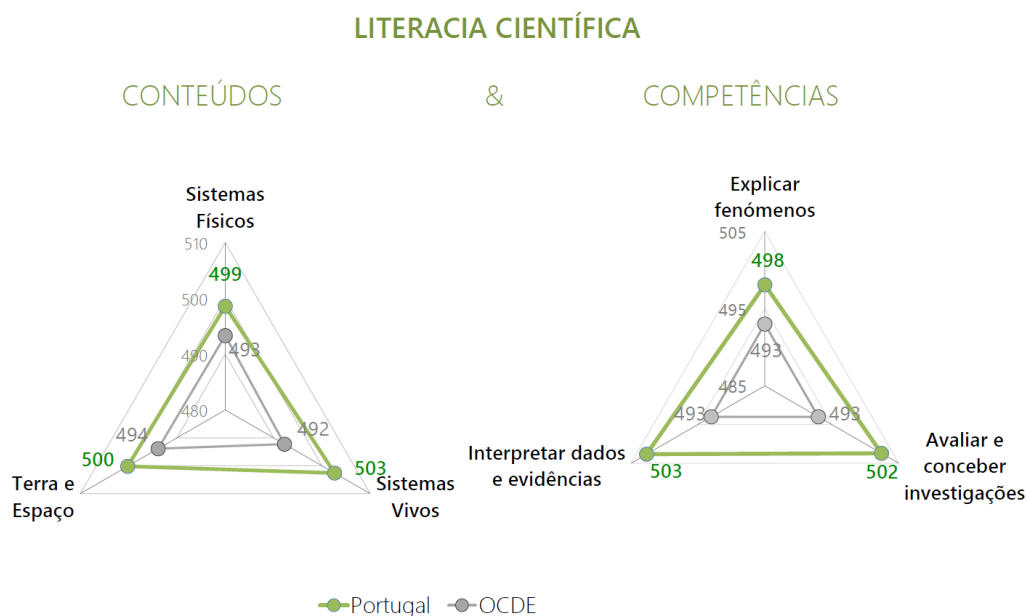 LITERACIA CIENTÍFICA
CONTEÚDOS & COMPETÊNCIAS
Sistemas
Físicos
510
499
500
490
493
480
494
492
500
503
Terra e
Espaço
Sistemas
Vivos
Explicar
fenómenos
505
498
495
493
485
493
493
Interpretar dados
e evidências
503
502
Avaliar e
conceber
investigações
Portugal OCDE